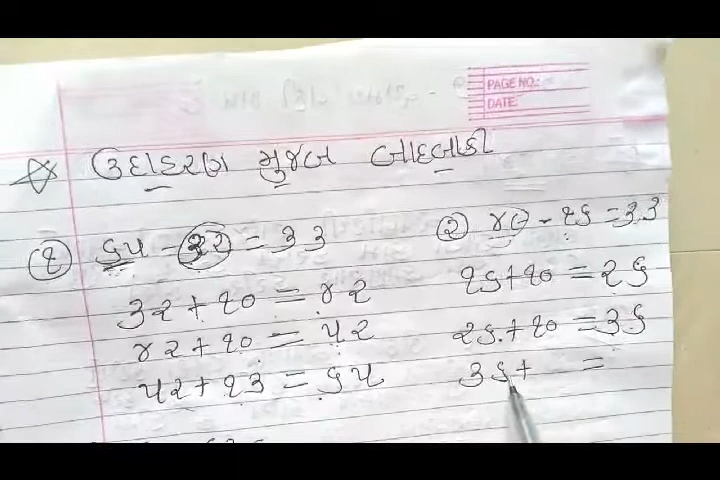 PAGE NO.:
DATE:
ઉદાહરણ મુજબ બાદબાકી
૧ ૬૫ - ૩૨ = ૩૩
૩૨ + ૧૦ = ૪૨
૪૨ + ૧૦ = ૫૨
૫૨ + ૧૩ = ૬૫
૨ ૪૯ - ૧૬ = ૩૩
૧૬ + ૧૦ = ૨૬
૨૬ + ૧૦ = ૩૬
૩૬ + =